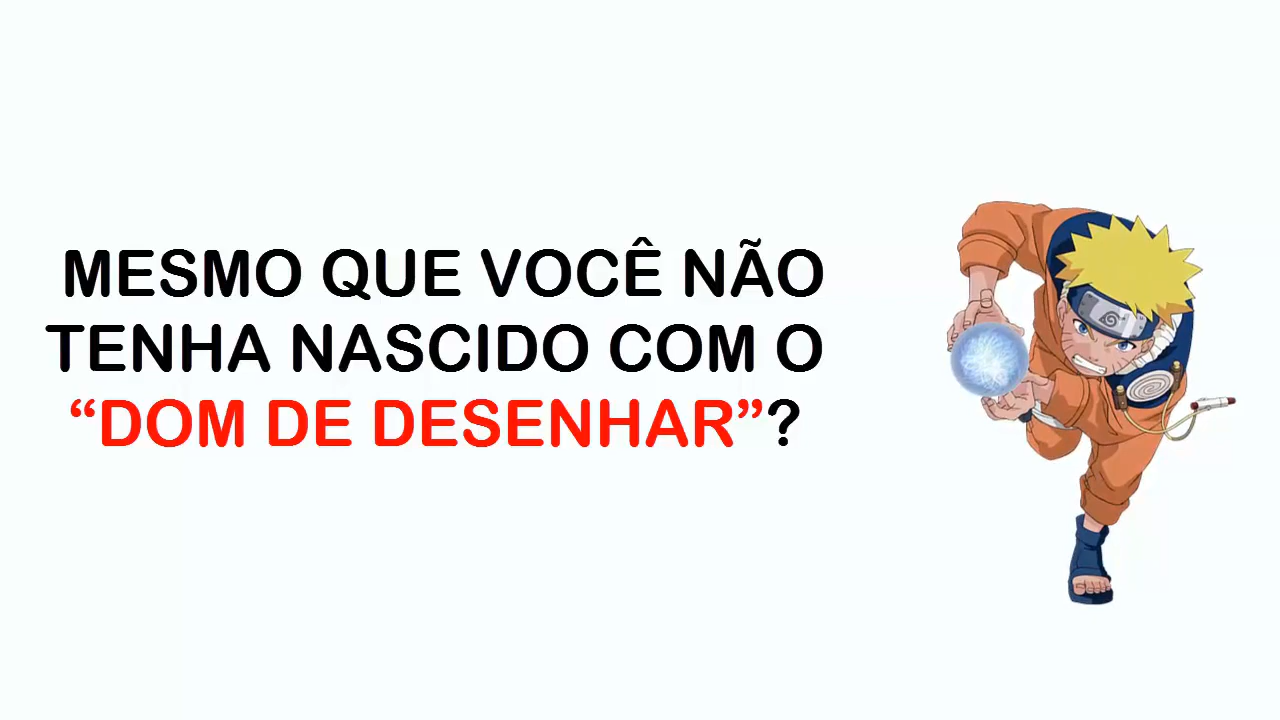 MESMO QUE VOCÊ NÃO
TENHA NASCIDO COM O
“DOM DE DESENHAR”?